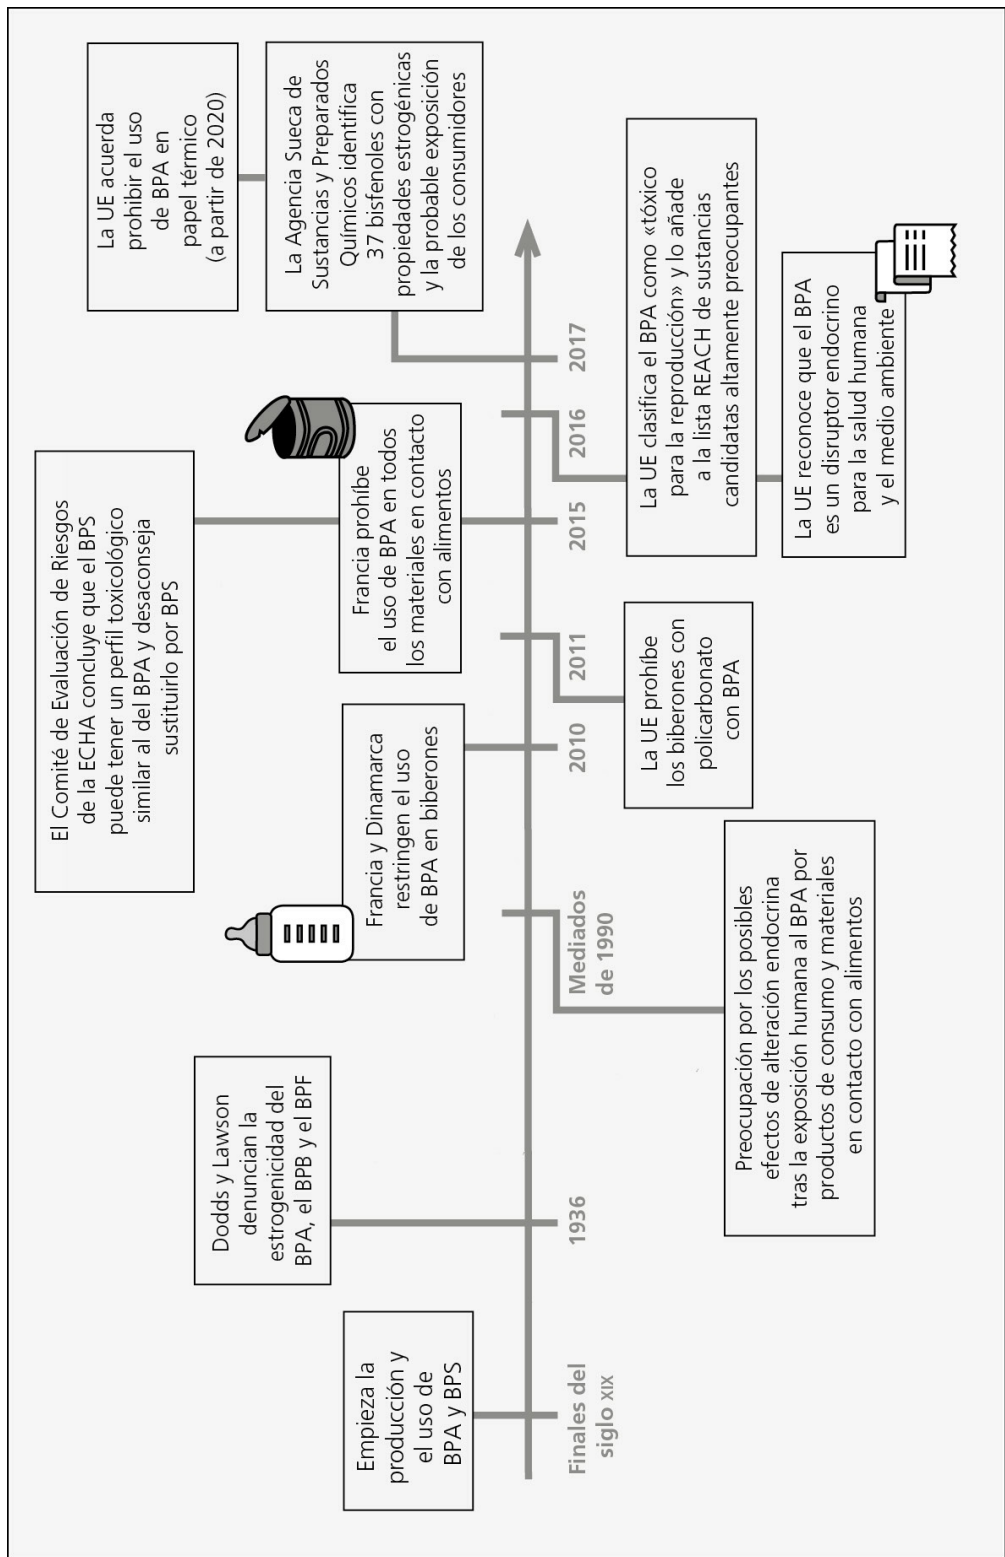 Empieza la
producción y
el uso de
BPA y BPS
Finales del
siglo XIX
Dodds y Lawson
denuncian la
estrogenicidad del
BPA, el BPB y el BPF
1936
Mediados
de 1990
Preocupación por los posibles
efectos de alteración endocrina
tras la exposición humana al BPA por
productos de consumo y materiales
en contacto con alimentos
Francia y Dinamarca
restringen el uso
de BPA en biberones
2010
2011
La UE prohíbe
los biberones con
policarbonato
con BPA
El Comité de Evaluación de Riesgos
de la ECHA concluye que el BPS
puede tener un perfil toxicológico
similar al del BPA y desaconseja
sustituirlo por BPS
Francia prohíbe
el uso de BPA en todos
los materiales en contacto
con alimentos
2015
2016
La UE clasifica el BPA como «tóxico
para la reproducción» y lo añade
a la lista REACH de sustancias
candidatas altamente preocupantes
La UE reconoce que el BPA
es un disruptor endocrino
para la salud humana
y el medio ambiente
La UE acuerda
prohibir el uso
de BPA en
papel térmico
(a partir de 2020)
La Agencia Sueca de
Sustancias y Preparados
Químicos identifica
37 bisfenoles con
propiedades estrogénicas
y la probable exposición
de los consumidores
2017